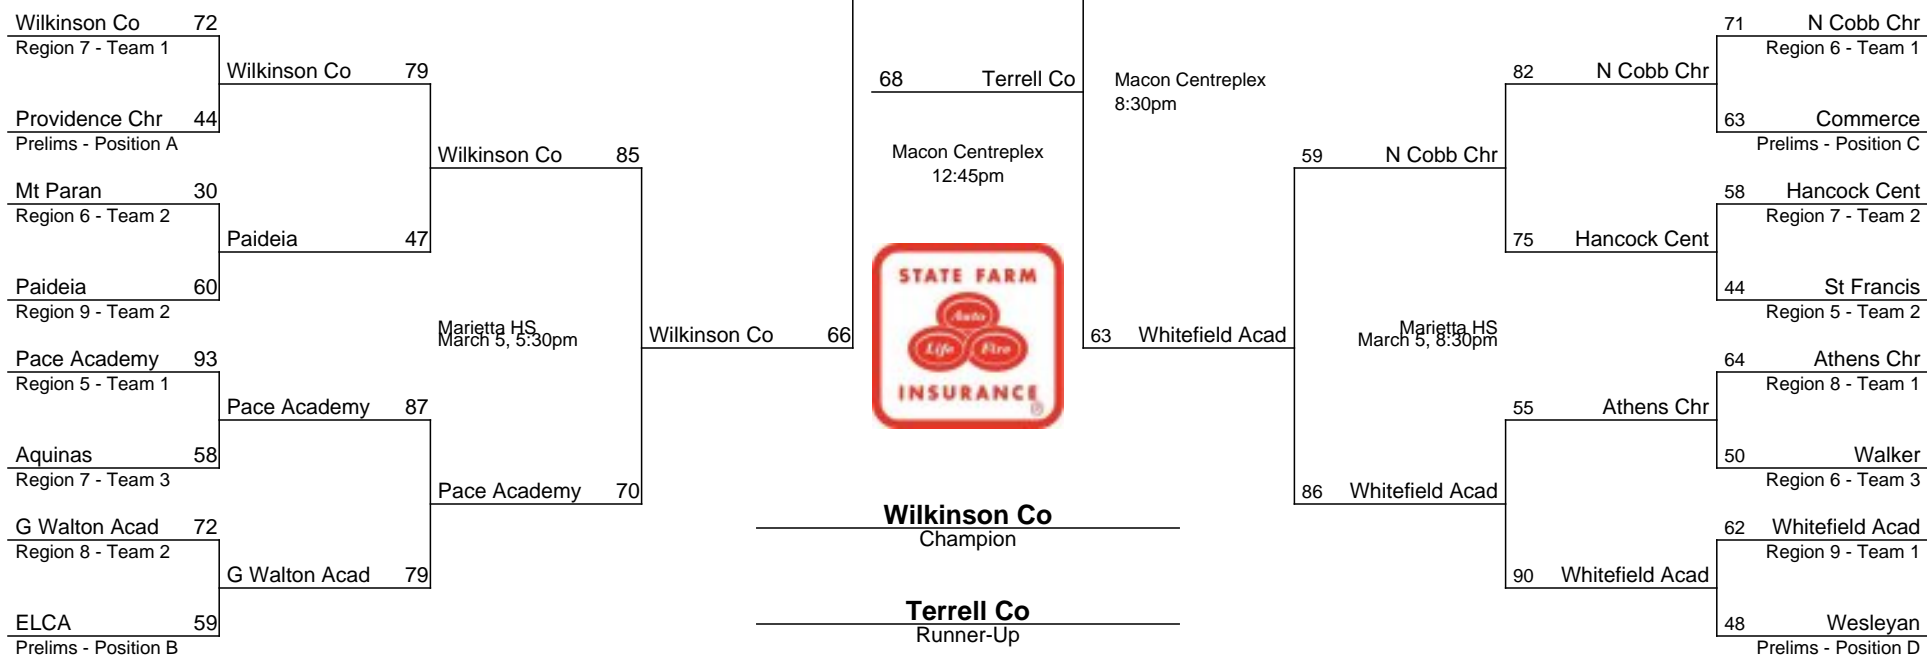 Wilkinson Co 72
Region 7 - Team 1
Wilkinson Co 79
Providence Chr 44
Prelims - Position A
Wilkinson Co 85
Mt Paran 30
Region 6 - Team 2
Paideia 47
Paideia 60
Region 9 - Team 2
Marietta HS
March 5, 5:30pm
Wilkinson Co 66
Pace Academy 93
Region 5 - Team 1
Pace Academy 87
Aquinas 58
Region 7 - Team 3
Pace Academy 70
G Walton Acad 72
Region 8 - Team 2
G Walton Acad 79
ELCA 59
Prelims - Position B
68 Terrell Co
Macon Centreplex
8:30pm
Macon Centreplex
12:45pm
STATE FARM
Auto
Life Fire
INSURANCE
®
Wilkinson Co
Champion
Terrell Co
Runner-Up
71 N Cobb Chr
Region 6 - Team 1
82 N Cobb Chr
63 Commerce
Prelims - Position C
59 N Cobb Chr
58 Hancock Cent
Region 7 - Team 2
75 Hancock Cent
44 St Francis
Region 5 - Team 2
Marietta HS
March 5, 8:30pm
63 Whitefield Acad
64 Athens Chr
Region 8 - Team 1
55 Athens Chr
50 Walker
Region 6 - Team 3
86 Whitefield Acad
62 Whitefield Acad
Region 9 - Team 1
90 Whitefield Acad
48 Wesleyan
Prelims - Position D